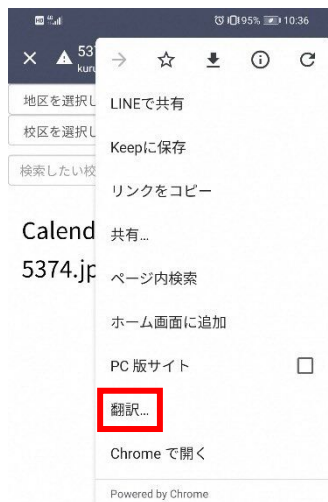 HD 4G 95% 10:36
53
kuru
地区を選択し
校区を選択し
検索したい校
Calend
5374.jp
LINEで共有
Keepに保存
リンクをコピー
共有...
ページ内検索
ホーム画面に追加
PC 版サイト
翻訳...
Chrome で開く
Powered by Chrome